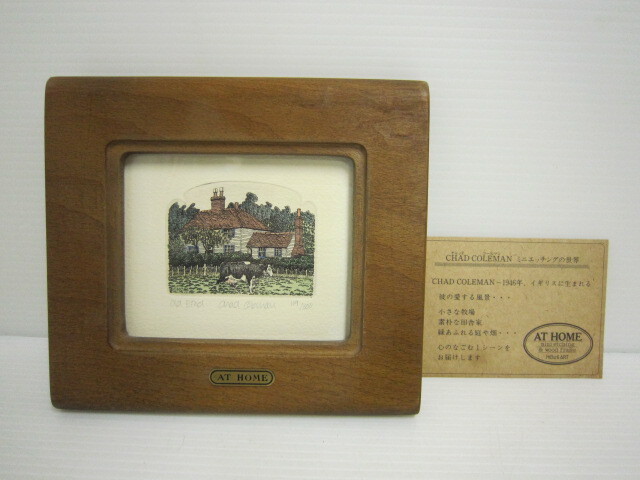 AT HOME
CHAD COLEMAN ミニエッチングの世界
CHAD COLEMAN－1946年、イギリスに生まれる
彼の愛する風景・・・
小さな牧場
素朴な田舎家
緑あふれる庭や畑・・・
心のなごむシーンを
お届けします
AT HOME